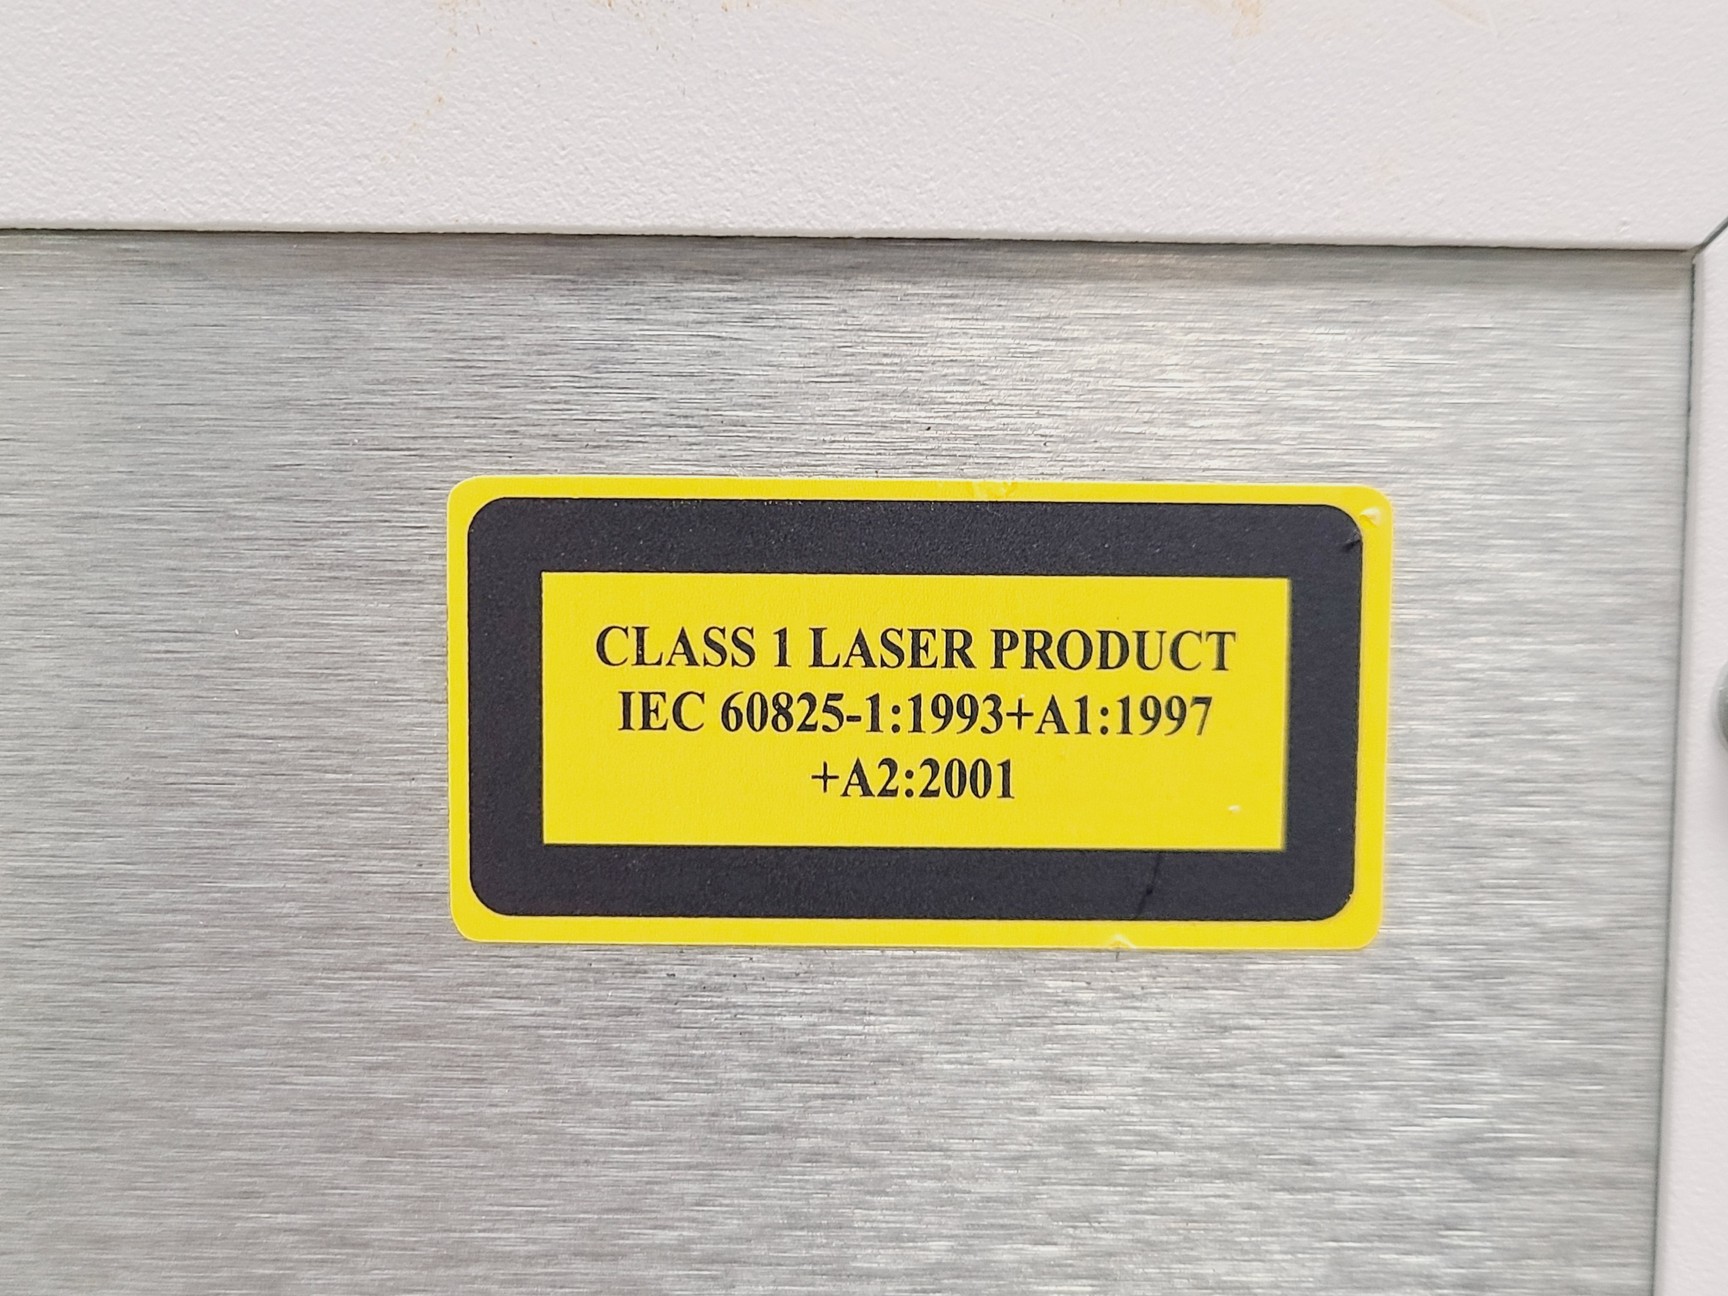 CLASS 1 LASER PRODUCT
IEC 60825-1:1993+A1:1997
+A2:2001